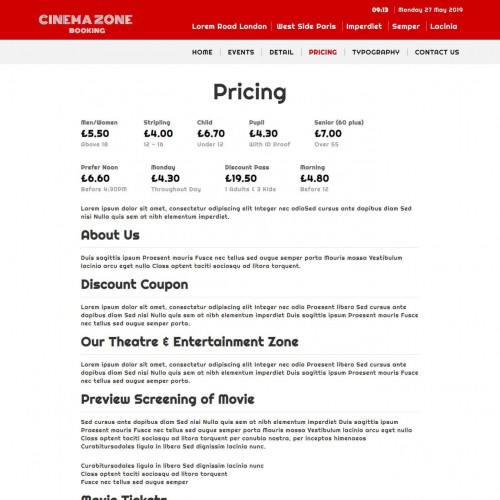 CINEMA ZONE
BOOKING
09:13 Monday 27 May 2019
Lorem Road London West Side Paris Imperdiet Semper Lacinia
HOME EVENTS DETAIL PRICING TYPOGRAPHY CONTACT US
Pricing
Men/Women Stripling Child Pupil Senior (60 plus)
£5.50 £4.00 £6.70 £4.30 £7.00
Above 18 12 - 16 Under 12 With ID Proof Over 55
Prefer Noon Monday Discount Pass Morning
£6.60 £4.30 £19.50 £4.80
Before 4:30PM Throughout Day 1 Adults & 3 Kids Before 12
Lorem ipsum dolor sit amet, consectetur adipiscing elit Integer nec odioSed cursus ante dapibus diam Sed
nisi Nulla quis sem at nibh elementum imperdiet.
About Us
Duis sagittis ipsum Praesent mauris Fusce nec tellus sed augue semper porta Mauris massa Vestibulum
lacinia arcu eget nulla Class aptent taciti sociosqu ad litora torquent.
Discount Coupon
Lorem ipsum dolor sit amet, consectetur adipiscing elit Integer nec odio Praesent libero Sed cursus ante
dapibus diam Sed nisi Nulla quis sem at nibh elementum imperdiet Duis sagittis ipsum Praesent mauris Fusce
nec tellus sed augue semper porta.
Our Theatre & Entertainment Zone
Lorem ipsum dolor sit amet, consectetur adipiscing elit Integer nec odio Praesent libero Sed cursus ante
dapibus diam Sed nisi Nulla quis sem at nibh elementum imperdiet Duis sagittis ipsum Praesent mauris Fusce
nec tellus sed augue semper porta.
Preview Screening of Movie
Sed cursus ante dapibus diam Sed nisi Nulla quis sem at nibh elementum imperdiet Duis sagittis ipsum
Praesent mauris Fusce nec tellus sed augue semper porta Mauris massa Vestibulum lacinia arcu eget nulla
Class aptent taciti sociosqu ad litora torquent per conubia nostra, per inceptos himenaeos
Curabitursodales ligula in libero Sed dignissim lacinia nunc
Curabitursodales ligula in libero Sed dignissim lacinia nunc
Class aptent taciti sociosqu ad litora torquent
Fusce nec tellus sed augue semper
Movie Tickets